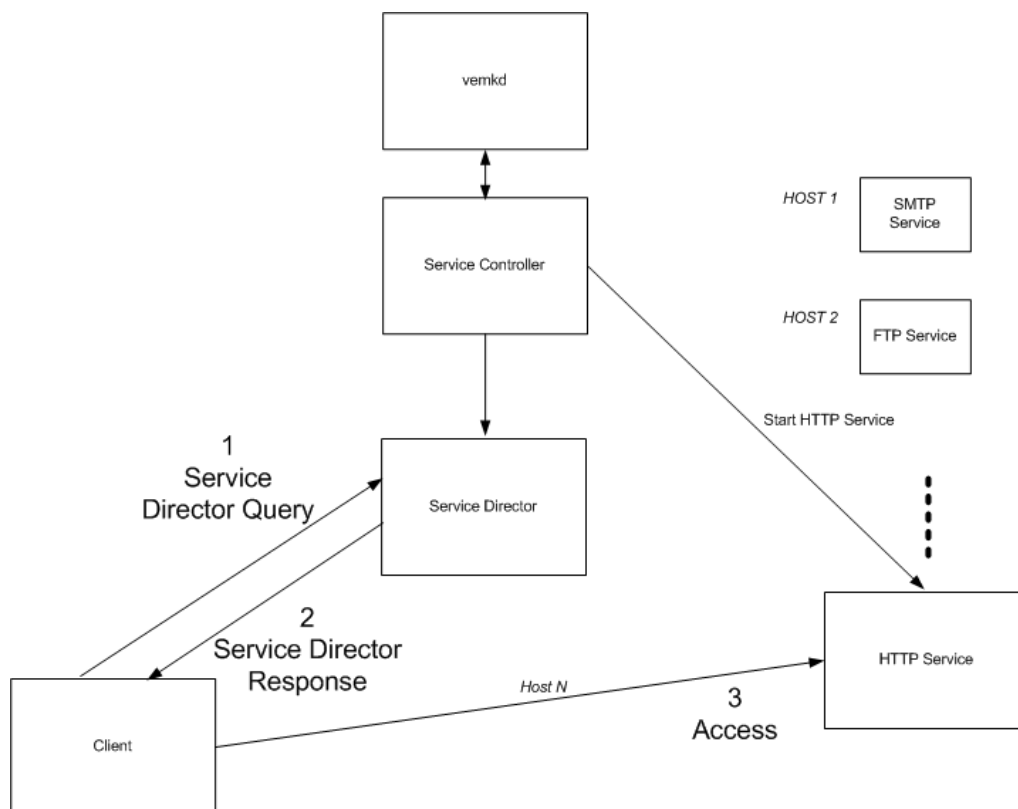 vemkd
HOST 1
SMTP
Service
Service Controller
HOST 2
FTP Service
Start HTTP Service
1
Service
Director Query
Service Director
2
Service Director
Response
HTTP Service
Host N
3
Access
Client